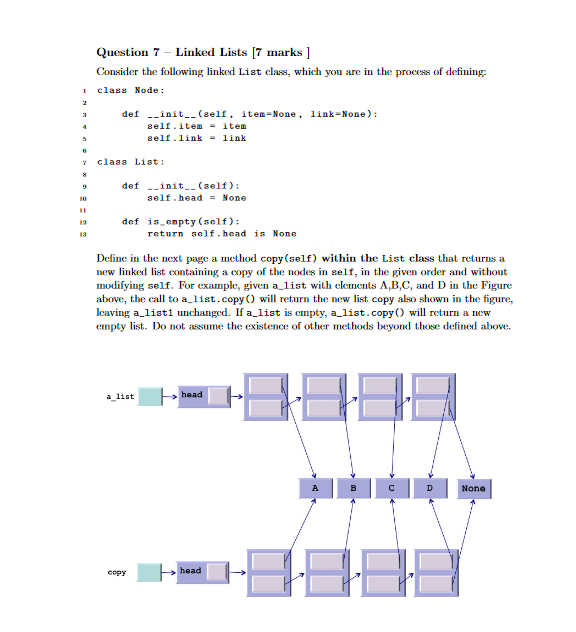 Question 7 – Linked Lists [7 marks ]
Consider the following linked List class, which you are in the process of defining:
1 class Node:
2
3 def __init__(self, item=None, link=None):
4 self.item = item
5 self.link = link
6
7 class List:
8
9 def __init__(self):
10 self.head = None
11
12 def is_empty(self):
13 return self.head is None
Define in the next page a method copy(self) within the List class that returns a
new linked list containing a copy of the nodes in self, in the given order and without
modifying self. For example, given a_list with elements A,B,C, and D in the Figure
above, the call to a_list.copy() will return the new list copy also shown in the figure,
leaving a_list1 unchanged. If a_list is empty, a_list.copy() will return a new
empty list. Do not assume the existence of other methods beyond those defined above.
a_list head
A B C D None
copy head